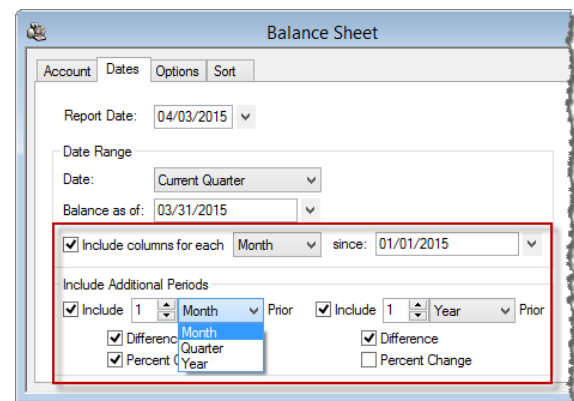 Balance Sheet
Account Dates Options Sort
Report Date: 04/03/2015
Date Range
Date: Current Quarter
Balance as of: 03/31/2015
Include columns for each Month since: 01/01/2015
Include Additional Periods
Include 1 Month Prior Include 1 Year Prior
Month
Differenc Difference
Quarter
Percent C Percent Change
Year